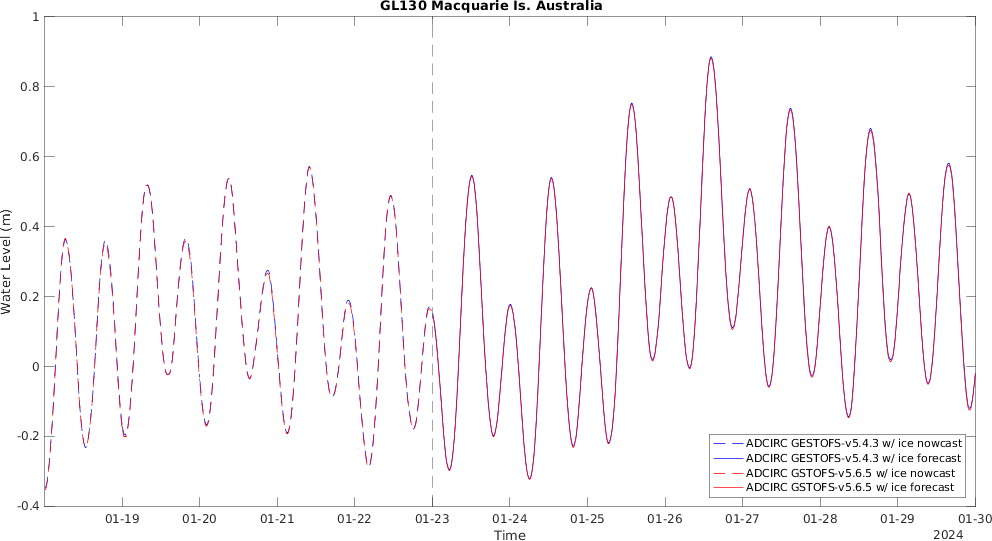 GL130 Macquarie Is. Australia
Water Level (m)
1
0.8
0.6
0.4
0.2
0
-0.2
-0.4
ADCIRC GESTOFS-v5.4.3 w/ ice nowcast
ADCIRC GESTOFS-v5.4.3 w/ ice forecast
ADCIRC GSTOFS-v5.6.5 w/ ice nowcast
ADCIRC GSTOFS-v5.6.5 w/ ice forecast
01-19 01-20 01-21 01-22 01-23 01-24 01-25 01-26 01-27 01-28 01-29 01-30
Time
2024